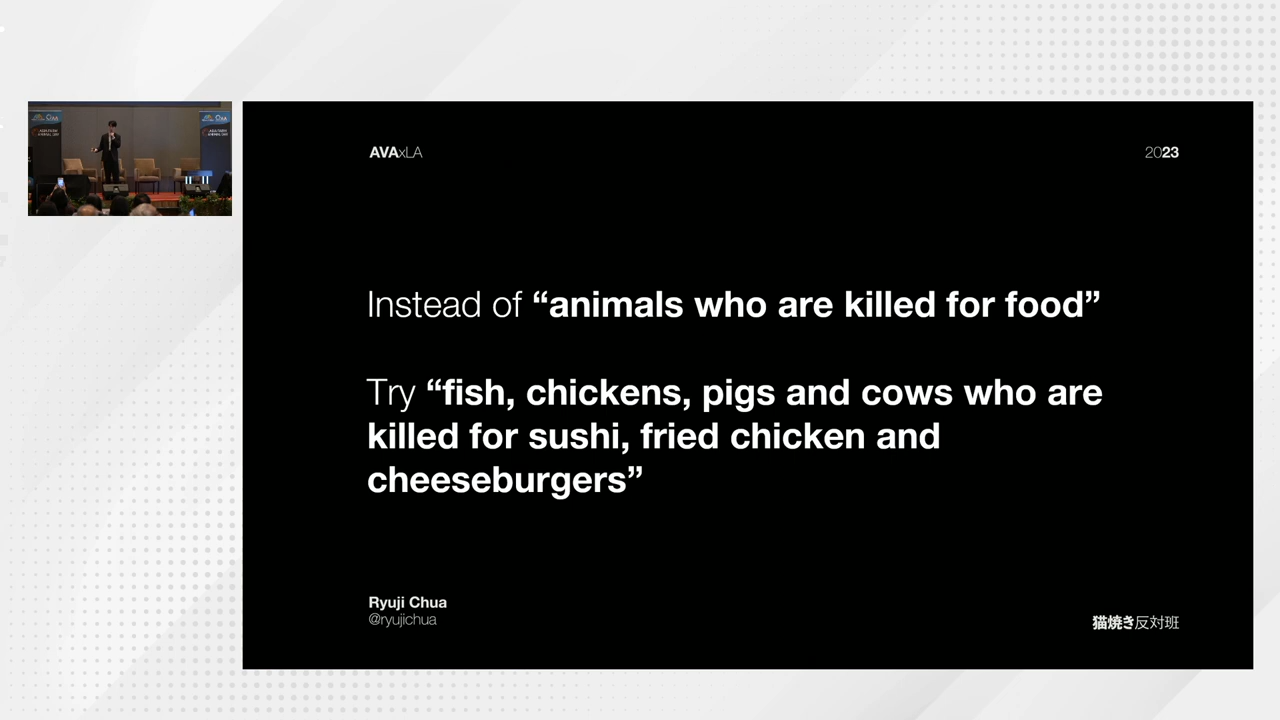 AVAxLA
2023
Instead of “animals who are killed for food”
Try “fish, chickens, pigs and cows who are
killed for sushi, fried chicken and
cheeseburgers”
Ryuji Chua
@ryujichua
猫焼き反対班